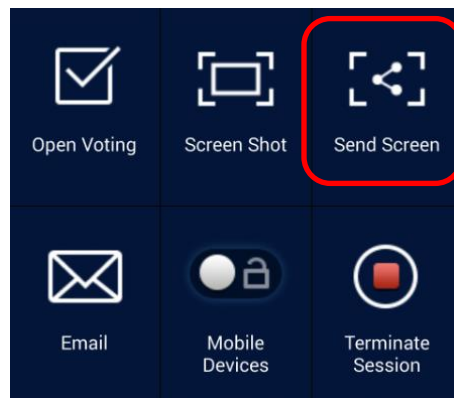 Open Voting
Screen Shot
Send Screen
Email
Mobile
Devices
Terminate
Session